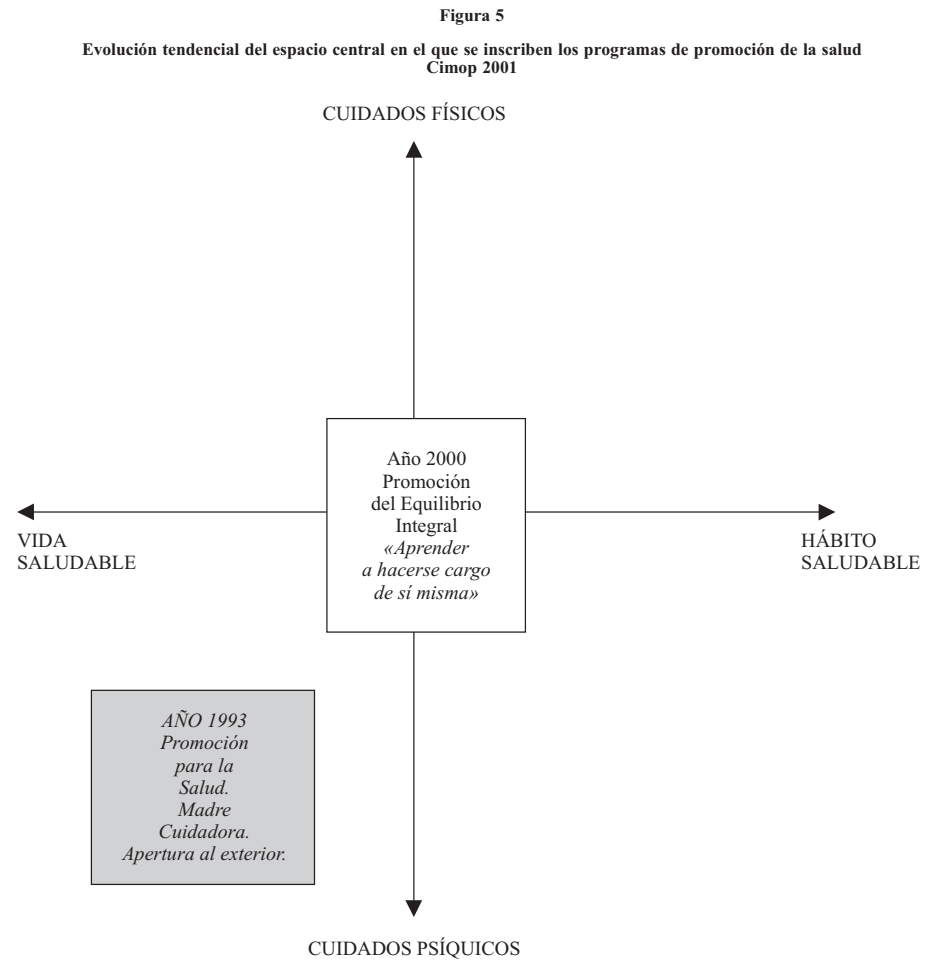 Figura 5
Evolución tendencial del espacio central en el que se inscriben los programas de promoción de la salud
Cimop 2001
CUIDADOS FÍSICOS
Año 2000
Promoción
del Equilibrio
Integral
«Aprender
a hacerse cargo
de sí misma»
VIDA
SALUDABLE
HÁBITO
SALUDABLE
AÑO 1993
Promoción
para la
Salud.
Madre
Cuidadora.
Apertura al exterior.
CUIDADOS PSÍQUICOS